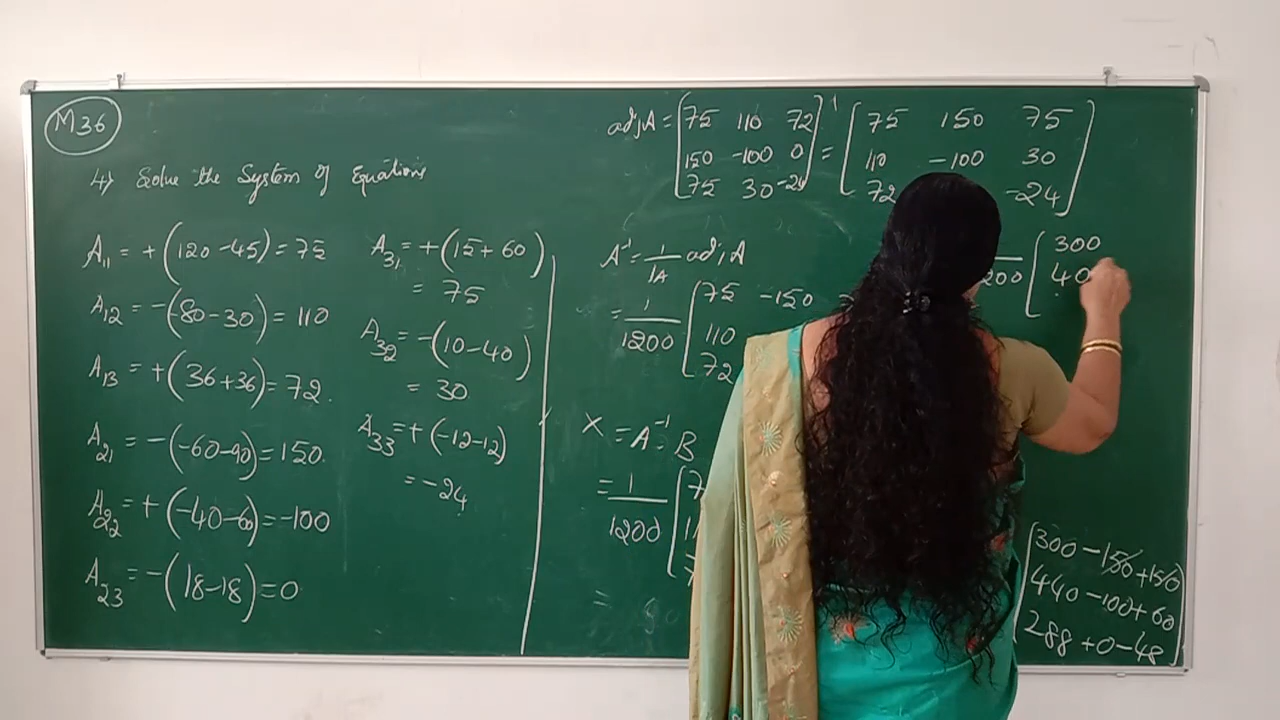 M36
4) Solve the System of Equations
A₁₁ = +(120-45) = 75
A₁₂ = -(-80-30) = 110
A₁₃ = +(36+36) = 72
A₂₁ = -(-60-90) = 150
A₂₂ = +(-40-60) = -100
A₂₃ = -(18-18) = 0
A₃₁ = +(15+60)
= 75
A₃₂ = -(10-40)
= 30
A₃₃ = +(-12-12)
= -24
adjA = [75 110 72]ᵀ = [75 150 75
150 -100 0 110 -100 30
75 30 -24 72 -24]
A⁻¹ = 1/|A| adjA
= 1/1200 [75 -150
110
72
X = A⁻¹ B
= 1/1200
200 [300
40
[300-150+150
440-100+60
288+0-48]